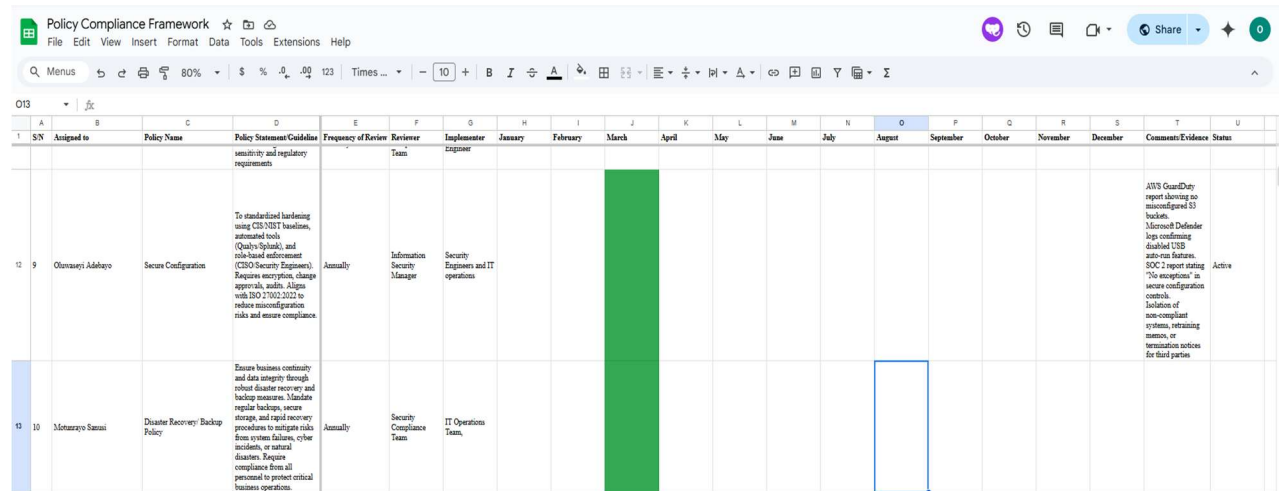 Policy Compliance Framework
File Edit View Insert Format Data Tools Extensions Help
Share
O
Menus 80% $ % .0 .00 123 Times ... 10 B I A
O13 fx
A B C D E F G H I J K L M N O P Q R S T U
1 S/N Assigned to Policy Name Policy Statement/Guideline Frequency of Review Reviewer Implementer January February March April May June July August September October November December Comments/Evidence Status
sensitivity and regulatory
requirements
Team
Engineer
12 9 Oluwaseyi Adebayo
Secure Configuration
To standardized hardening
using CIS/NIST baselines,
automated tools
(Qualys/Splunk), and
role-based enforcement
(CISO/Security Engineers).
Requires encryption, change
approvals, audits. Aligns
with ISO 27002:2022 to
reduce misconfiguration
risks and ensure compliance.
Annually
Information
Security
Manager
Security
Engineers and IT
operations
AWS GuardDuty
report showing no
misconfigured S3
buckets.
Microsoft Defender
logs confirming
disabled USB
auto-run features.
SOC 2 report stating
"No exceptions" in
secure configuration
controls.
Isolation of
non-compliant
systems, retraining
memos, or
termination notices
for third parties
Active
13 10 Motunrayo Sanusi
Disaster Recovery/ Backup
Policy
Ensure business continuity
and data integrity through
robust disaster recovery and
backup measures. Mandate
regular backups, secure
storage, and rapid recovery
procedures to mitigate risks
from system failures, cyber
incidents, or natural
disasters. Require
compliance from all
personnel to protect critical
business operations.
Annually
Security
Compliance
Team
IT Operations
Team,